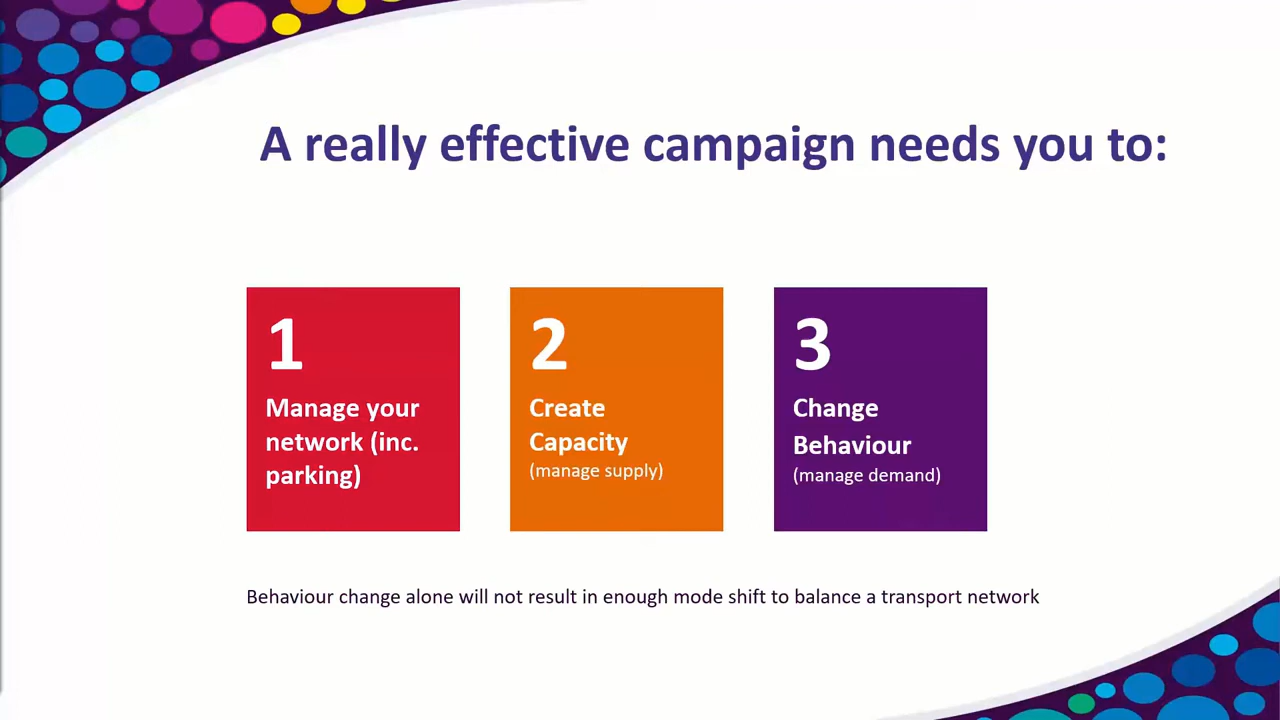 A really effective campaign needs you to:
1
Manage your
network (inc.
parking)
2
Create
Capacity
(manage supply)
3
Change
Behaviour
(manage demand)
Behaviour change alone will not result in enough mode shift to balance a transport network